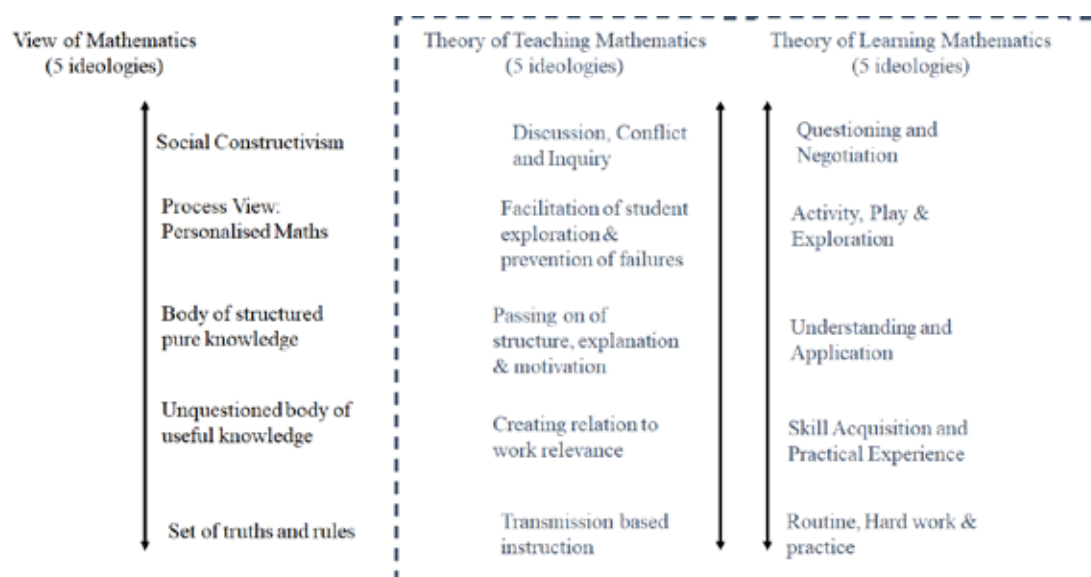 View of Mathematics
(5 ideologies)
Social Constructivism
Process View:
Personalised Maths
Body of structured
pure knowledge
Unquestioned body of
useful knowledge
Set of truths and rules
Theory of Teaching Mathematics
(5 ideologies)
Discussion, Conflict
and Inquiry
Facilitation of student
exploration &
prevention of failures
Passing on of
structure, explanation
& motivation
Creating relation to
work relevance
Transmission based
instruction
Theory of Learning Mathematics
(5 ideologies)
Questioning and
Negotiation
Activity, Play &
Exploration
Understanding and
Application
Skill Acquisition and
Practical Experience
Routine, Hard work &
practice